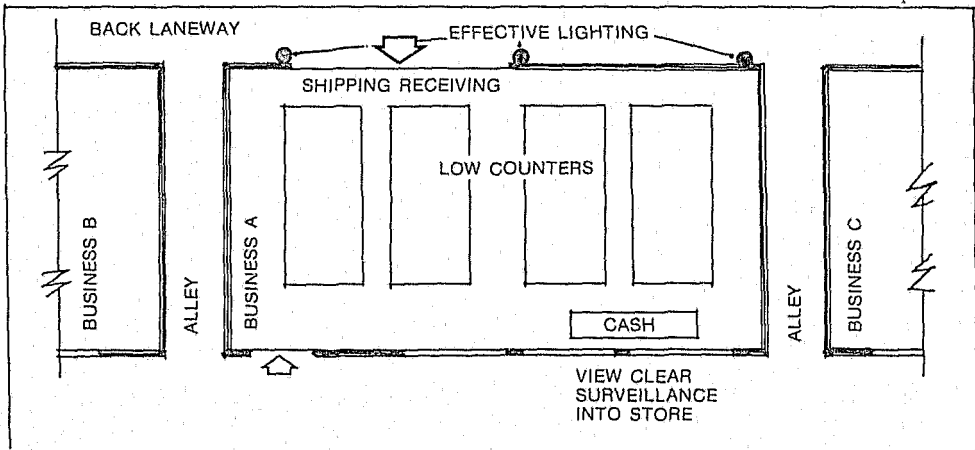 BACK LANEWAY
EFFECTIVE LIGHTING
SHIPPING RECEIVING
LOW COUNTERS
BUSINESS B
ALLEY
BUSINESS A
CASH
ALLEY
BUSINESS C
VIEW CLEAR
SURVEILLANCE
INTO STORE